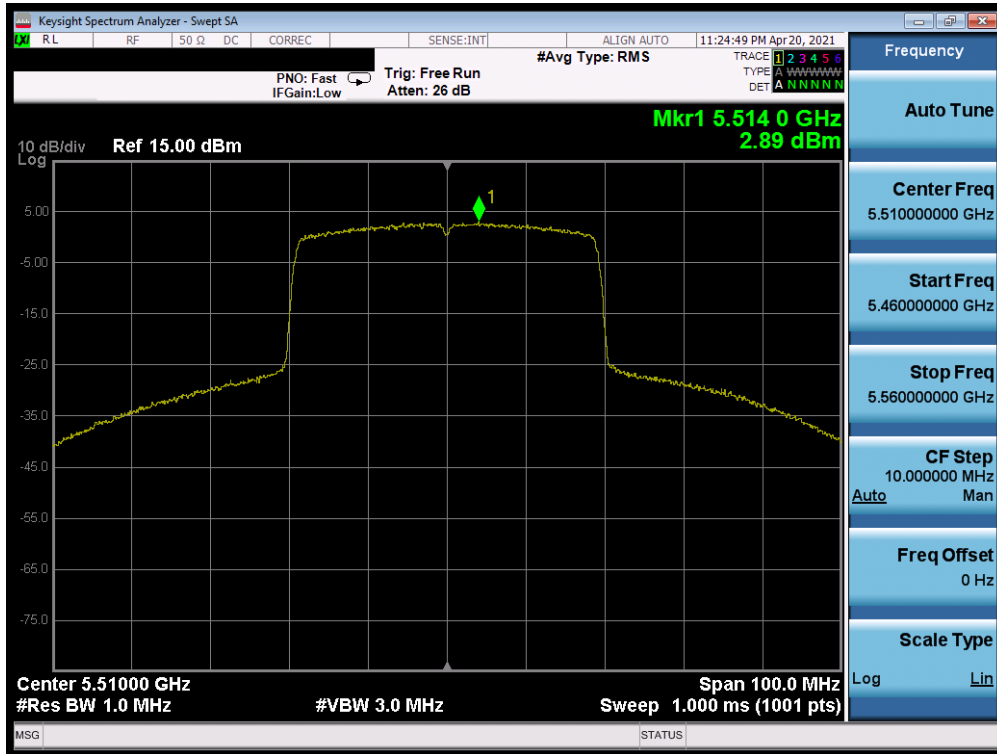 Keysight Spectrum Analyzer - Swept SA
LXI RL RF 50 Ω DC CORREC SENSE:INT ALIGN AUTO 11:24:49 PM Apr 20, 2021
PNO: Fast
IFGain:Low
Trig: Free Run
Atten: 26 dB
#Avg Type: RMS
TRACE 1 2 3 4 5 6
TYPE A WWWWW
DET A N N N N N
Mkr1 5.514 0 GHz
2.89 dBm
10 dB/div Ref 15.00 dBm
Log
1
5.00
-5.00
-15.0
-25.0
-35.0
-45.0
-55.0
-65.0
-75.0
Center 5.51000 GHz
Span 100.0 MHz
#Res BW 1.0 MHz
#VBW 3.0 MHz
Sweep 1.000 ms (1001 pts)
MSG
STATUS
Frequency
Auto Tune
Center Freq
5.510000000 GHz
Start Freq
5.460000000 GHz
Stop Freq
5.560000000 GHz
CF Step
10.000000 MHz
Auto Man
Freq Offset
0 Hz
Scale Type
Log Lin